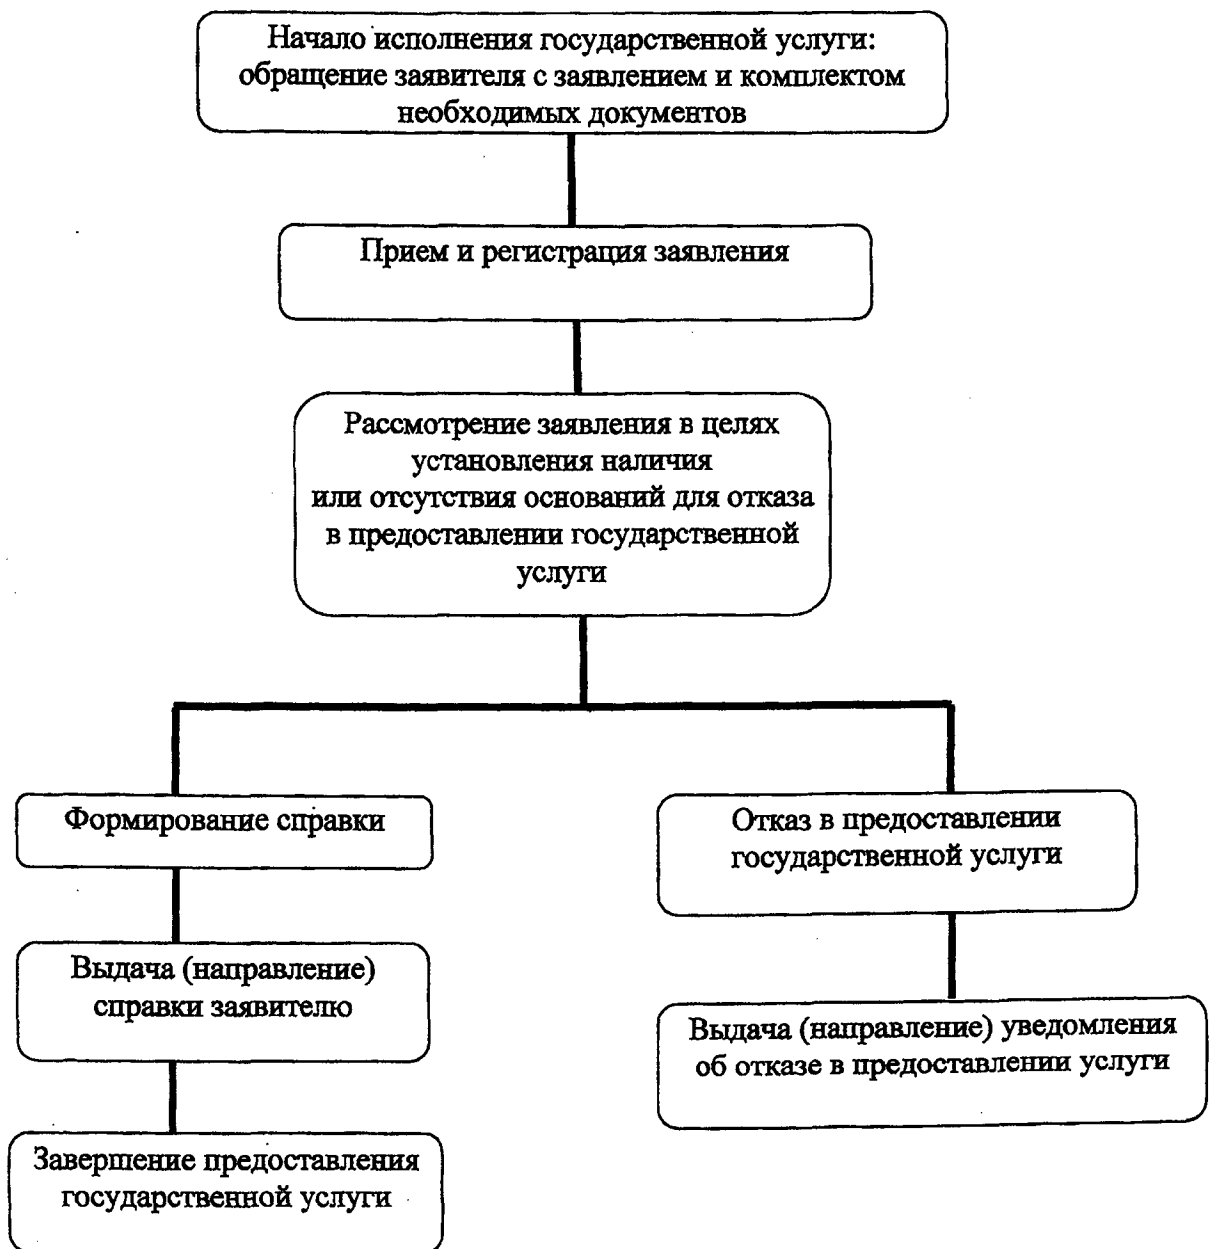 Начало исполнения государственной услуги:
обращение заявителя с заявлением и комплектом
необходимых документов
Прием и регистрация заявления
Рассмотрение заявления в целях
установления наличия
или отсутствия оснований для отказа
в предоставлении государственной
услуги
Формирование справки
Выдача (направление)
справки заявителю
Завершение предоставления
государственной услуги
Отказ в предоставлении
государственной услуги
Выдача (направление) уведомления
об отказе в предоставлении услуги